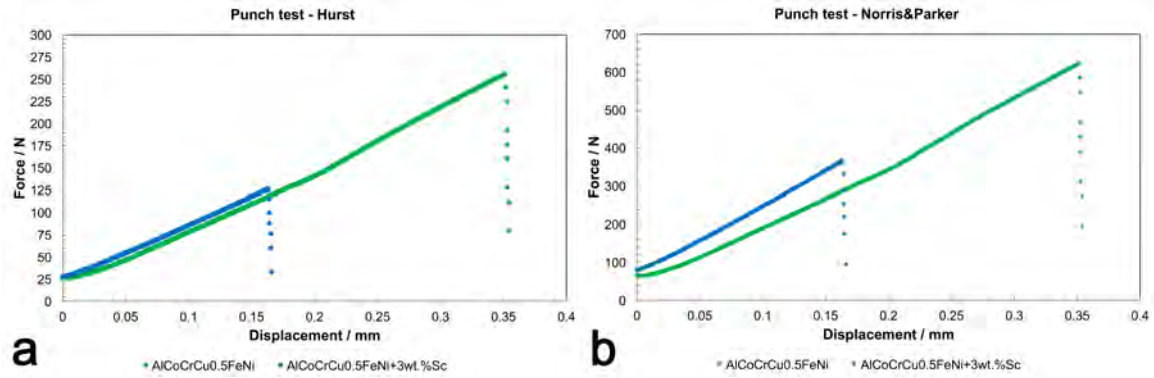 Punch test - Hurst
300
275
250
225
200
175
150
125
100
75
50
25
0
Force / N
0 0.05 0.1 0.15 0.2 0.25 0.3 0.35 0.4
Displacement / mm
a
AlCoCrCu0.5FeNi AlCoCrCu0.5FeNi+3wt.%Sc
Punch test - Norris&Parker
700
600
500
400
300
200
100
0
Force / N
0 0.05 0.1 0.15 0.2 0.25 0.3 0.35 0.4
Displacement / mm
b
AlCoCrCu0.5FeNi AlCoCrCu0.5FeNi+3wt.%Sc